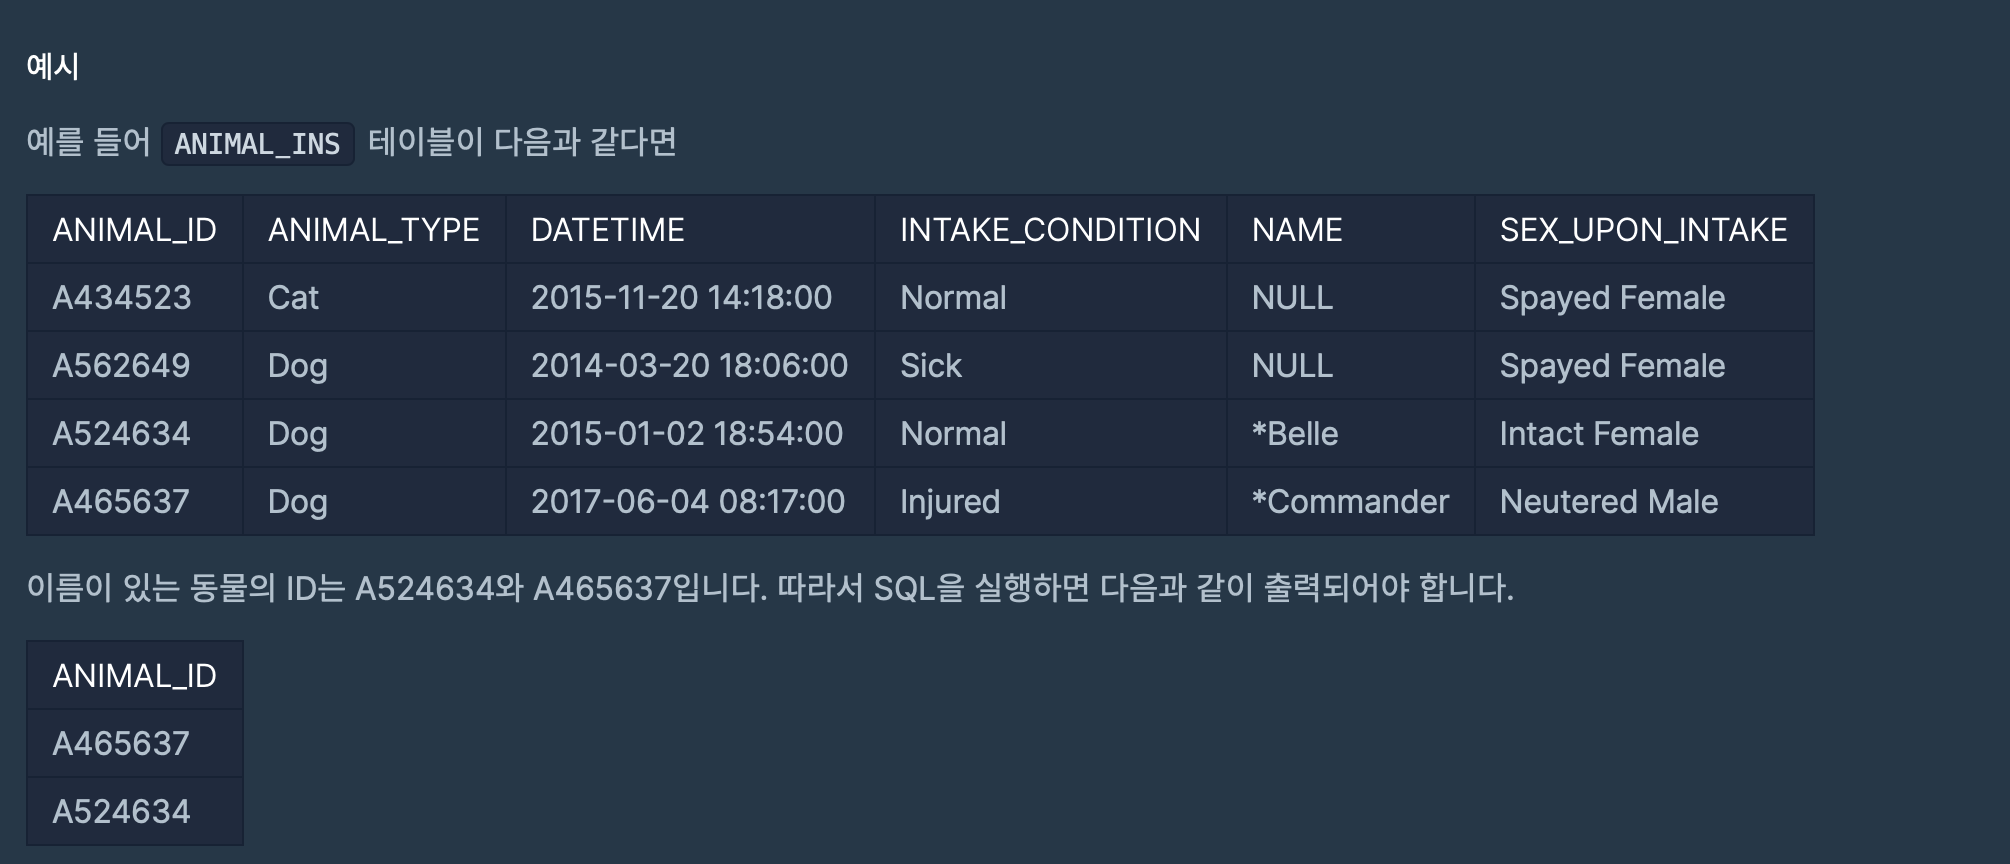 예시
예를 들어 ANIMAL_INS 테이블이 다음과 같다면
ANIMAL_ID ANIMAL_TYPE DATETIME INTAKE_CONDITION NAME SEX_UPON_INTAKE
A434523 Cat 2015-11-20 14:18:00 Normal NULL Spayed Female
A562649 Dog 2014-03-20 18:06:00 Sick NULL Spayed Female
A524634 Dog 2015-01-02 18:54:00 Normal *Belle Intact Female
A465637 Dog 2017-06-04 08:17:00 Injured *Commander Neutered Male
이름이 있는 동물의 ID는 A524634와 A465637입니다. 따라서 SQL을 실행하면 다음과 같이 출력되어야 합니다.
ANIMAL_ID
A465637
A524634